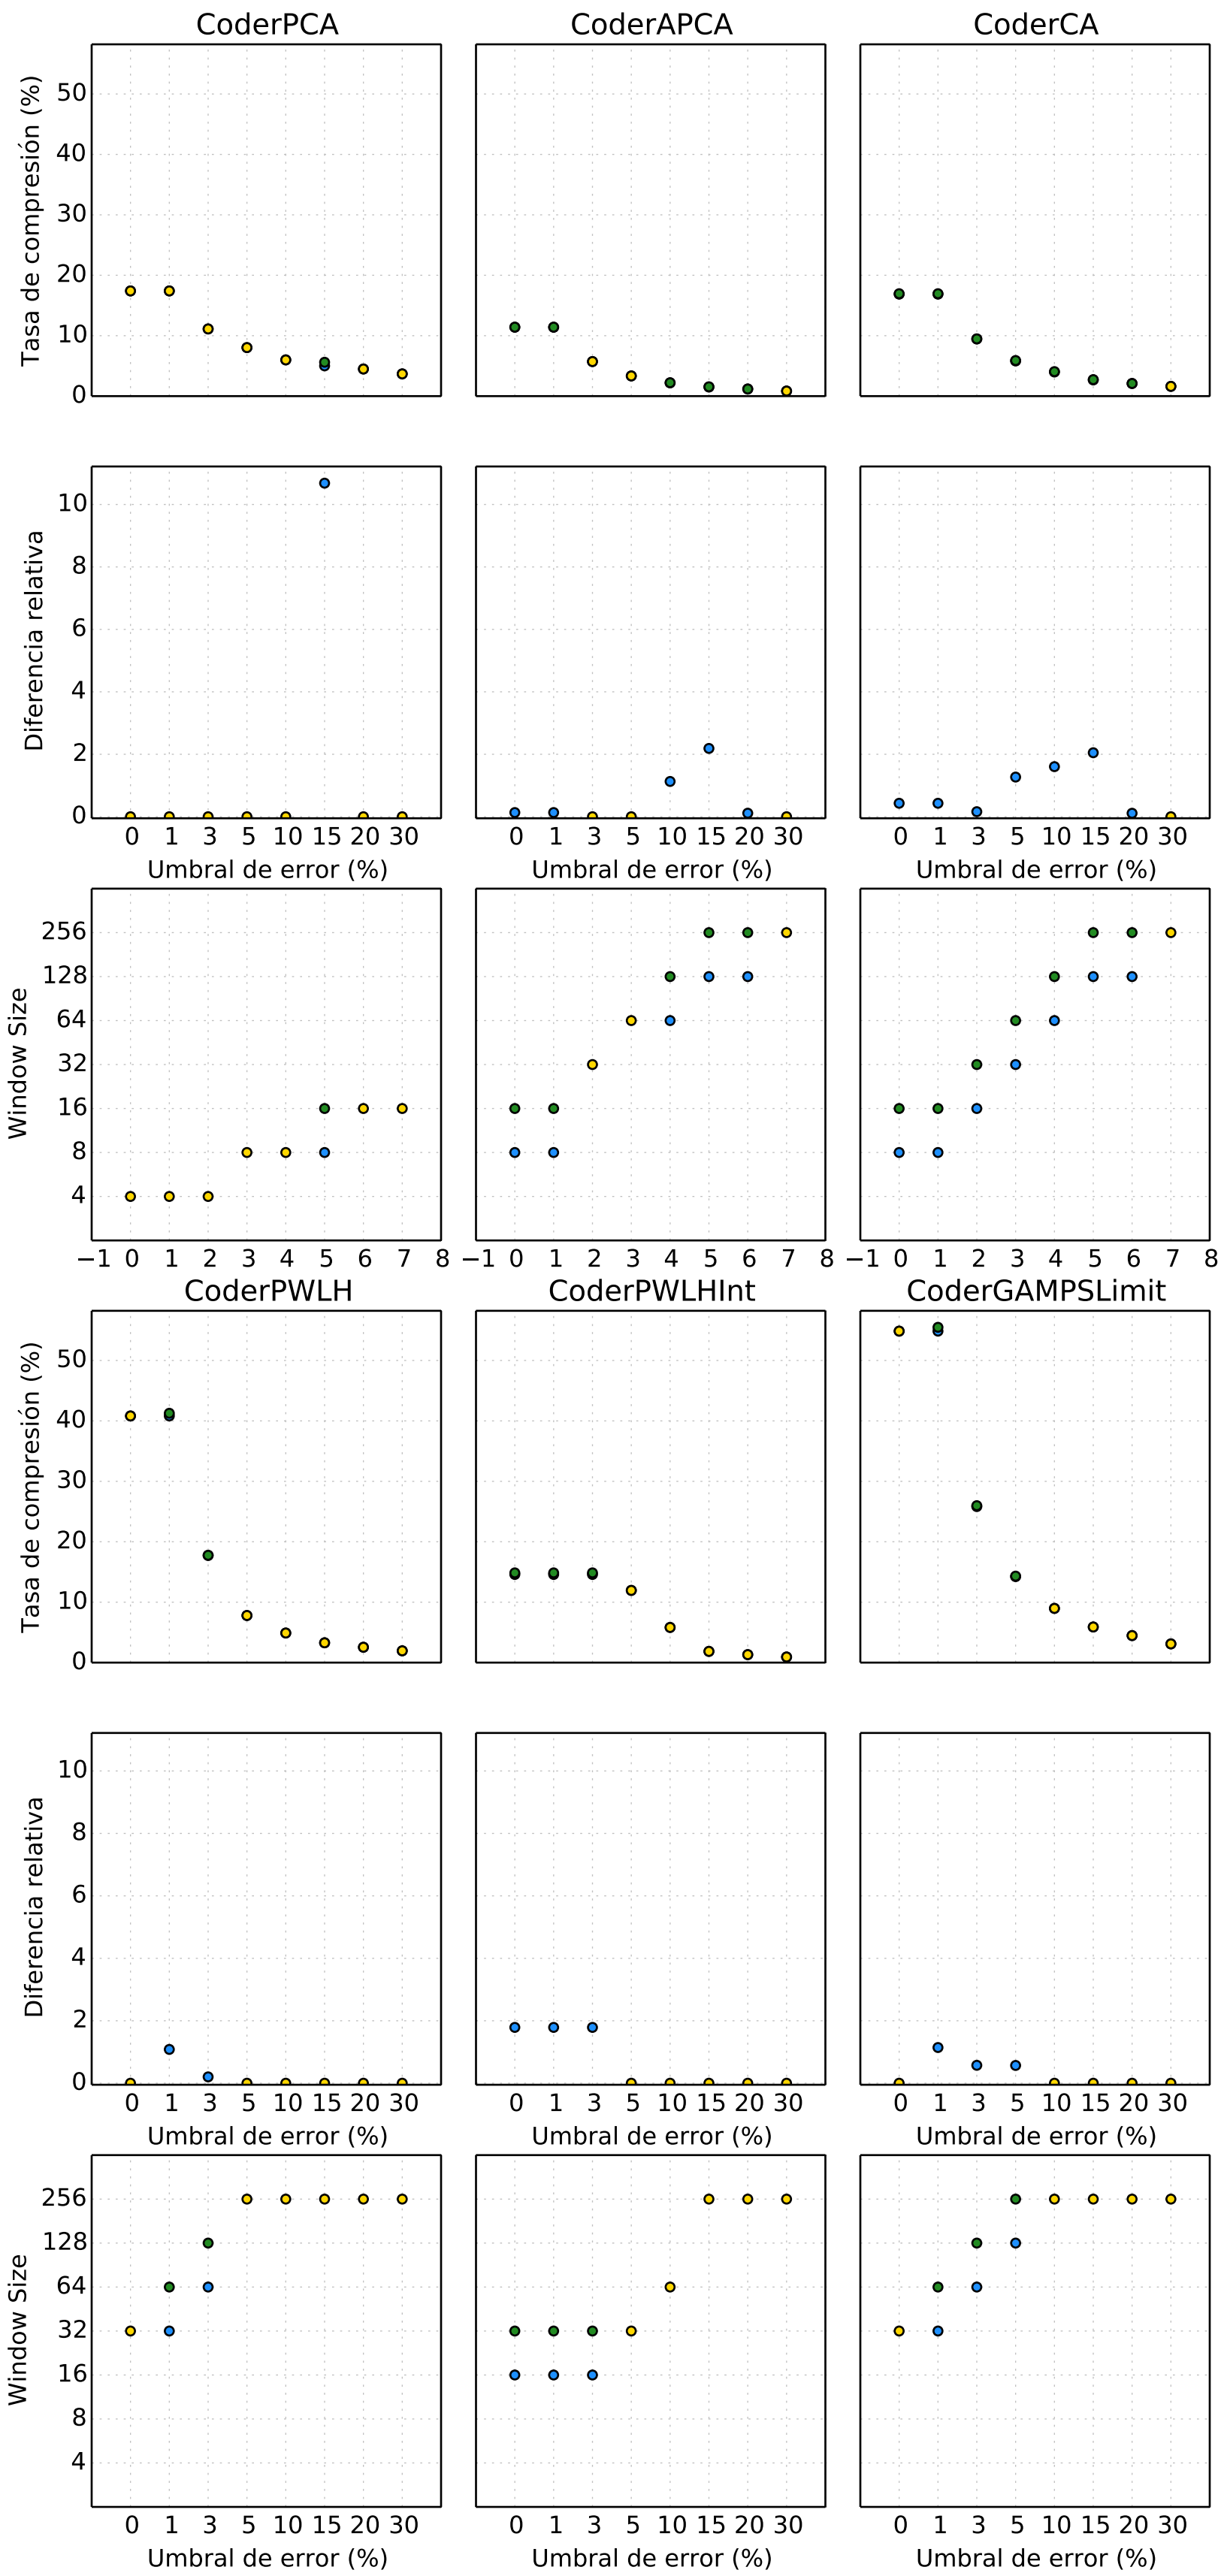 CoderPCA CoderAPCA CoderCA
Tasa de compresión (%)
50
40
30
20
10
0
Diferencia relativa
10
8
6
4
2
0
0 1 3 5 10 15 20 30 0 1 3 5 10 15 20 30 0 1 3 5 10 15 20 30
Umbral de error (%) Umbral de error (%) Umbral de error (%)
Window Size
256
128
64
32
16
8
4
−1 0 1 2 3 4 5 6 7 8 −1 0 1 2 3 4 5 6 7 8 −1 0 1 2 3 4 5 6 7 8
CoderPWLH CoderPWLHInt CoderGAMPSLimit
Tasa de compresión (%)
50
40
30
20
10
0
Diferencia relativa
10
8
6
4
2
0
0 1 3 5 10 15 20 30 0 1 3 5 10 15 20 30 0 1 3 5 10 15 20 30
Umbral de error (%) Umbral de error (%) Umbral de error (%)
Window Size
256
128
64
32
16
8
4
0 1 3 5 10 15 20 30 0 1 3 5 10 15 20 30 0 1 3 5 10 15 20 30
Umbral de error (%) Umbral de error (%) Umbral de error (%)